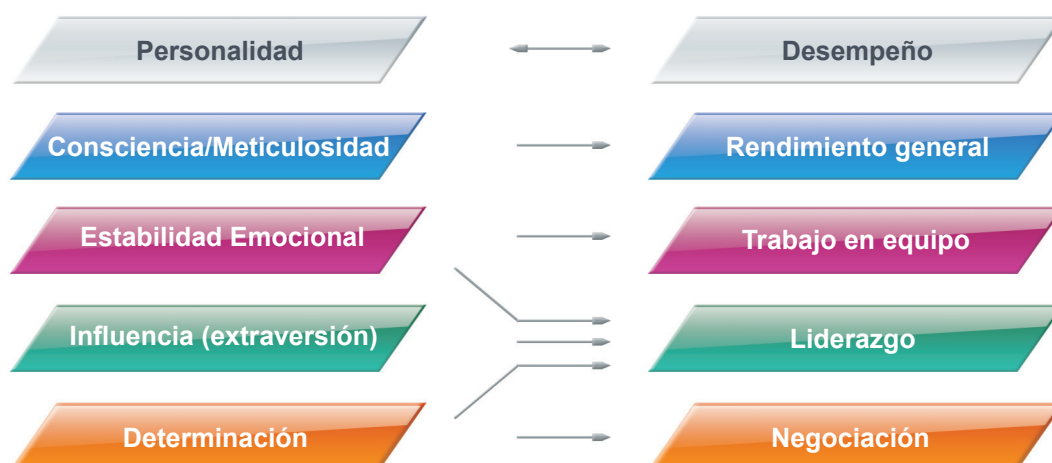 Personalidad
Desempeño
Consciencia/Meticulosidad
Rendimiento general
Estabilidad Emocional
Trabajo en equipo
Influencia (extraversión)
Liderazgo
Determinación
Negociación